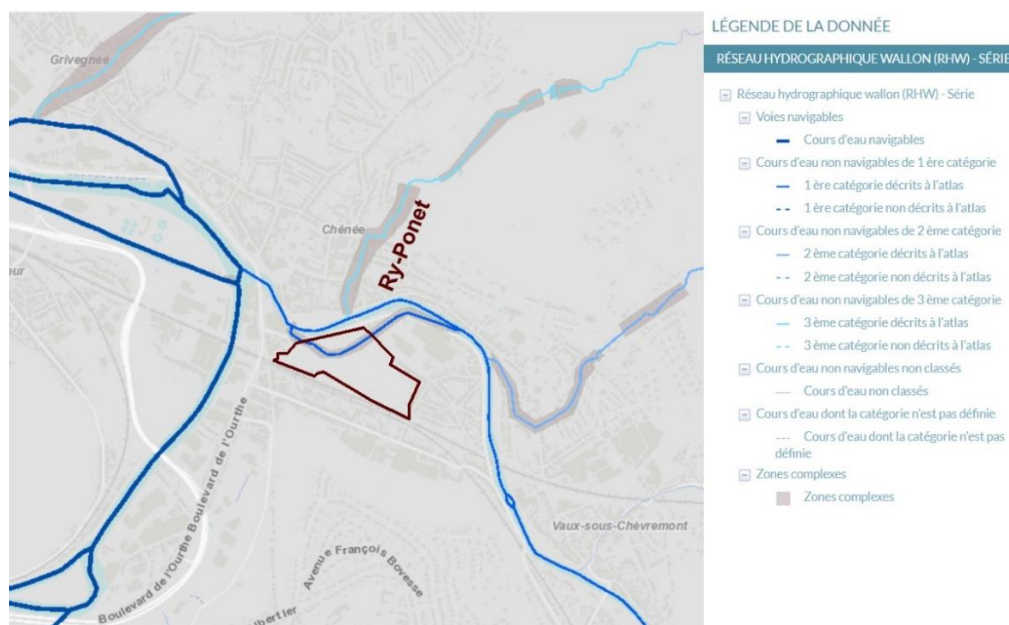 Grivegnée
Chênée
Ry-Ponet
Boulevard de l'Ourthe
Boulevard de l'Ourthe
Vaux-sous-Chèvremont
Avenue François Bovesse
LÉGENDE DE LA DONNÉE
RÉSEAU HYDROGRAPHIQUE WALLON (RHW) - SÉRIE
Réseau hydrographique wallon (RHW) - Série
Voies navigables
Cours d'eau navigables
Cours d'eau non navigables de 1 ère catégorie
1 ère catégorie décrits à l'atlas
1 ère catégorie non décrits à l'atlas
Cours d'eau non navigables de 2 ème catégorie
2 ème catégorie décrits à l'atlas
2 ème catégorie non décrits à l'atlas
Cours d'eau non navigables de 3 ème catégorie
3 ème catégorie décrits à l'atlas
3 ème catégorie non décrits à l'atlas
Cours d'eau non navigables non classés
Cours d'eau non classés
Cours d'eau dont la catégorie n'est pas définie
Cours d'eau dont la catégorie n'est pas
définie
Zones complexes
Zones complexes